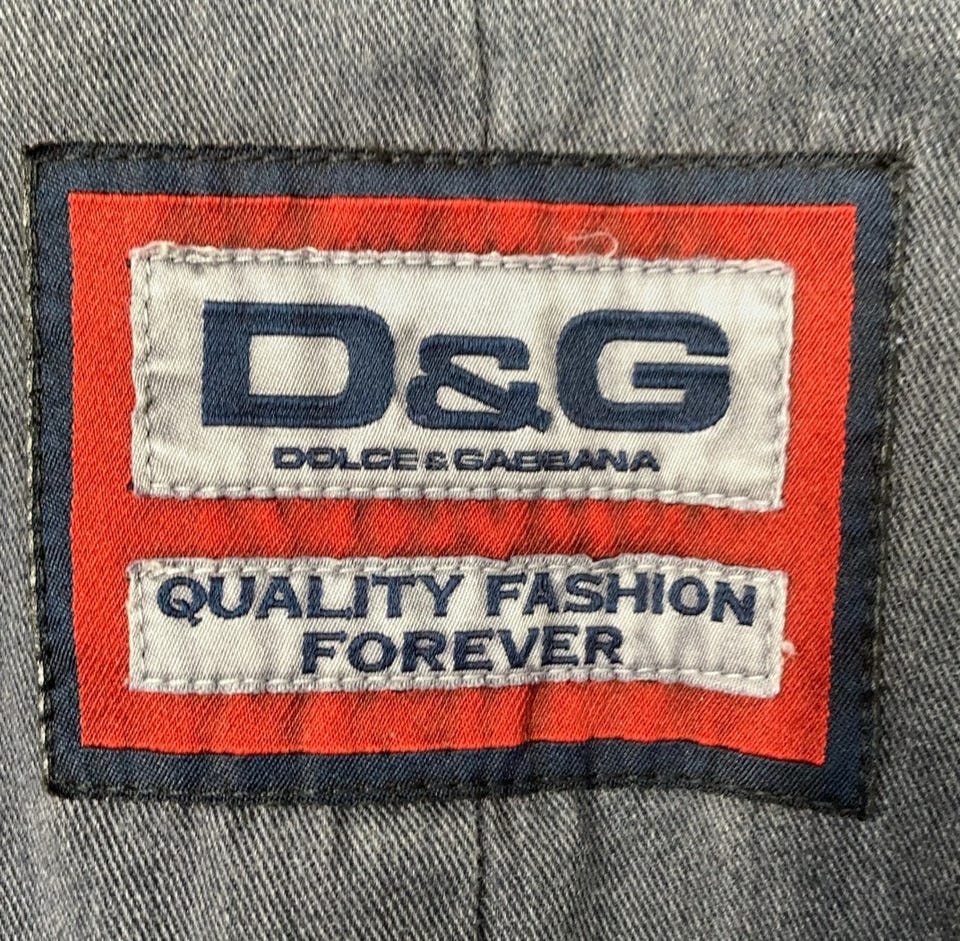 D&G
DOLCE & GABBANA
QUALITY FASHION
FOREVER